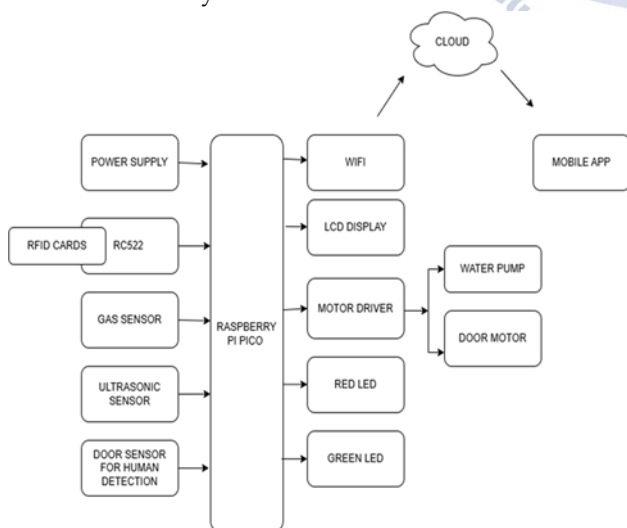 CLOUD
POWER SUPPLY
WIFI
MOBILE APP
RFID CARDS
RC522
LCD DISPLAY
WATER PUMP
GAS SENSOR
RASPBERRY
PI PICO
MOTOR DRIVER
DOOR MOTOR
ULTRASONIC
SENSOR
RED LED
DOOR SENSOR
FOR HUMAN
DETECTION
GREEN LED